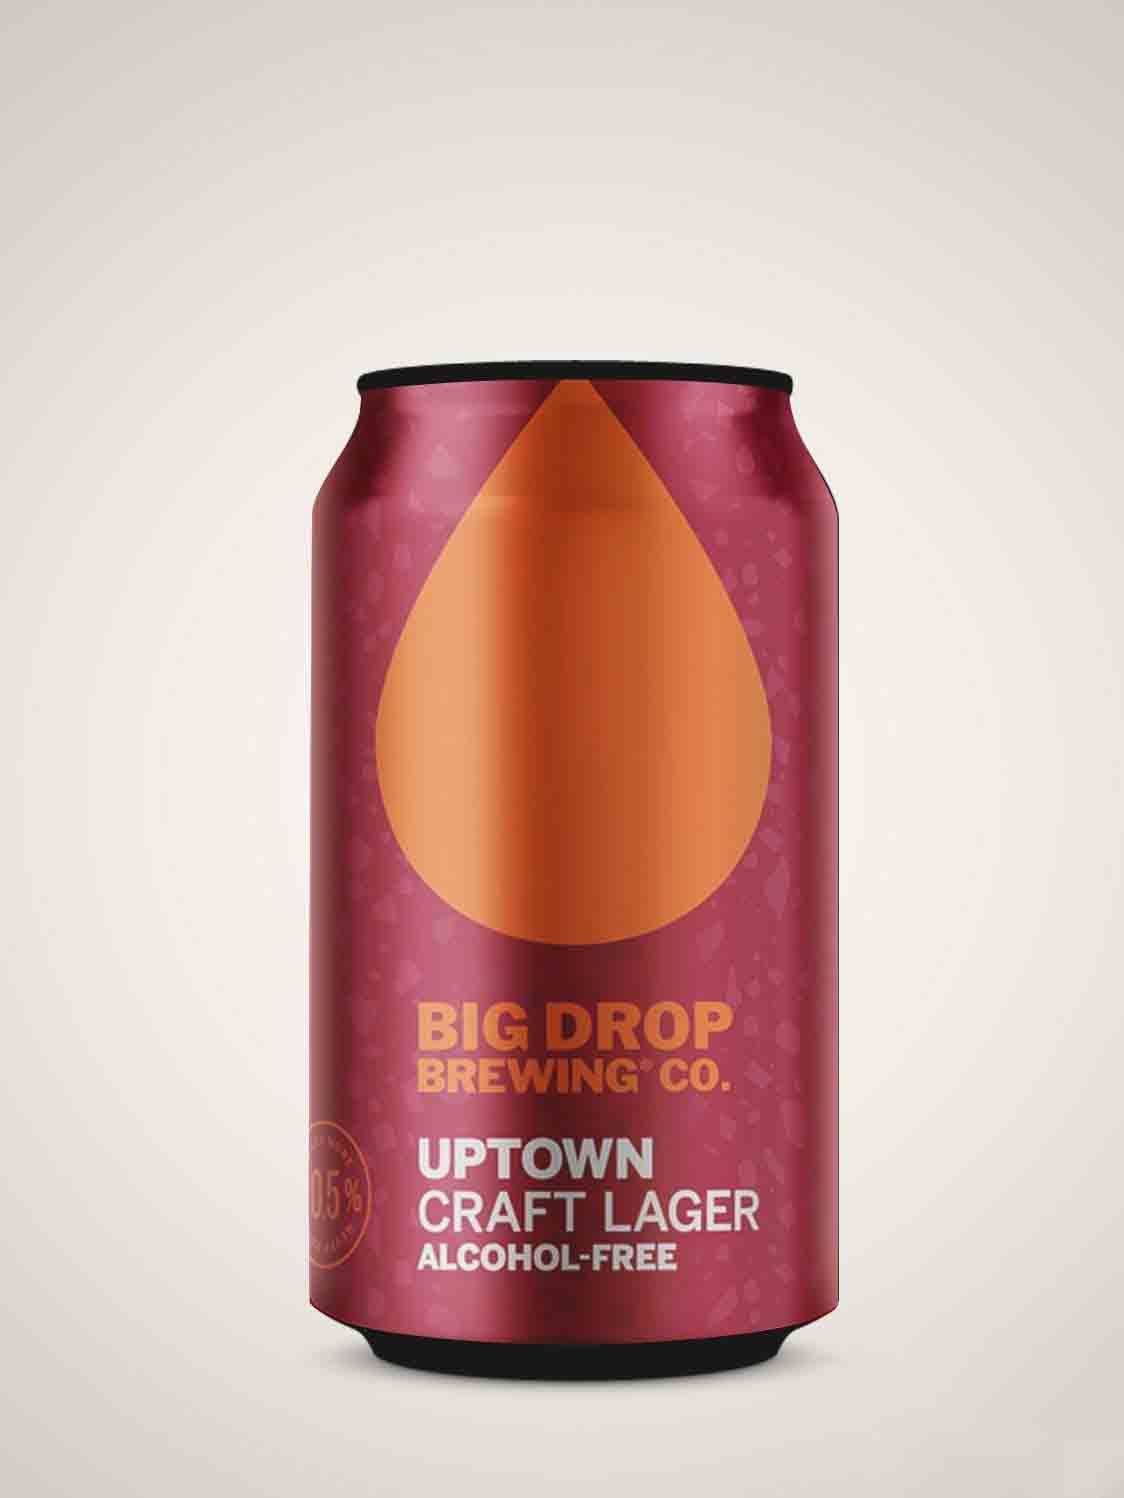 BIG DROP
BREWING® CO.
UPTOWN
CRAFT LAGER
ALCOHOL-FREE
0.5%